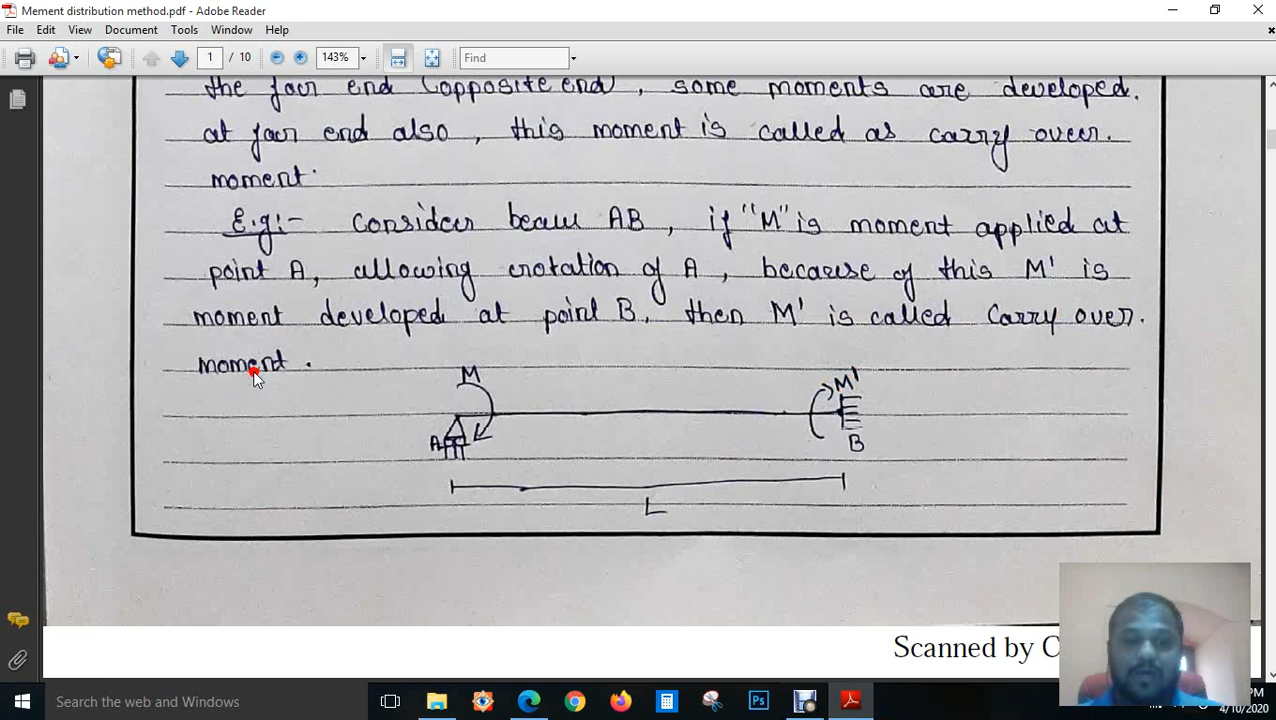 Mement distribution method.pdf - Adobe Reader
File Edit View Document Tools Window Help
1 / 10 143% Find
the far end (opposite end), some moments are developed.
at far end also, this moment is called as carry over.
moment.
E.g:- Consider beam AB, if "M" is moment applied at
point A, allowing rotation of A, because of this M' is
moment developed at point B, then M' is called Carry over.
moment.
M M'
A B
L
Scanned by C
Search the web and Windows
Ps
PM
4/10/2020